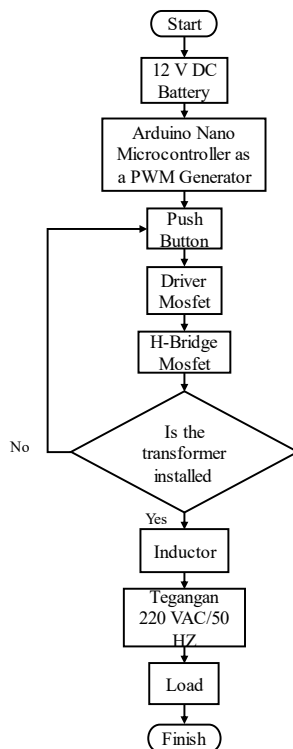 Start
12 V DC
Battery
Arduino Nano
Microcontroller as
a PWM Generator
Push
Button
Driver
Mosfet
H-Bridge
Mosfet
Is the
transformer
installed
No
Yes
Inductor
Tegangan
220 VAC/50
HZ
Load
Finish